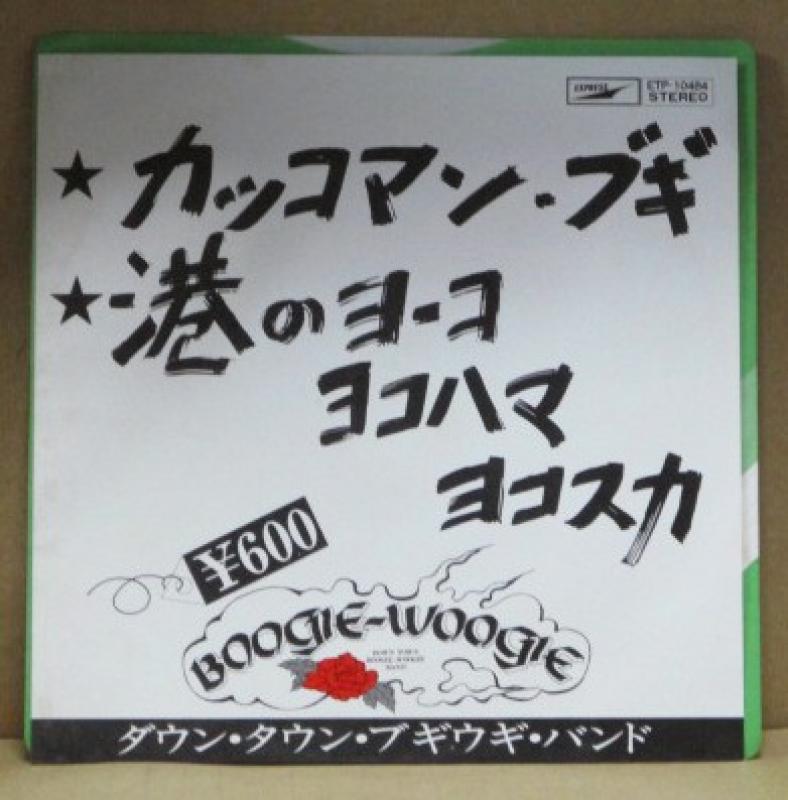 EXPRESS
ETP-10484
STEREO
★カッコマン・ブギ
★港のヨーコ
ヨコハマ
ヨコスカ
¥600
BOOGIE-WOOGIE
DOWN TOWN
BOOGIE-WOOGIE
BAND
ダウン・タウン・ブギウギ・バンド